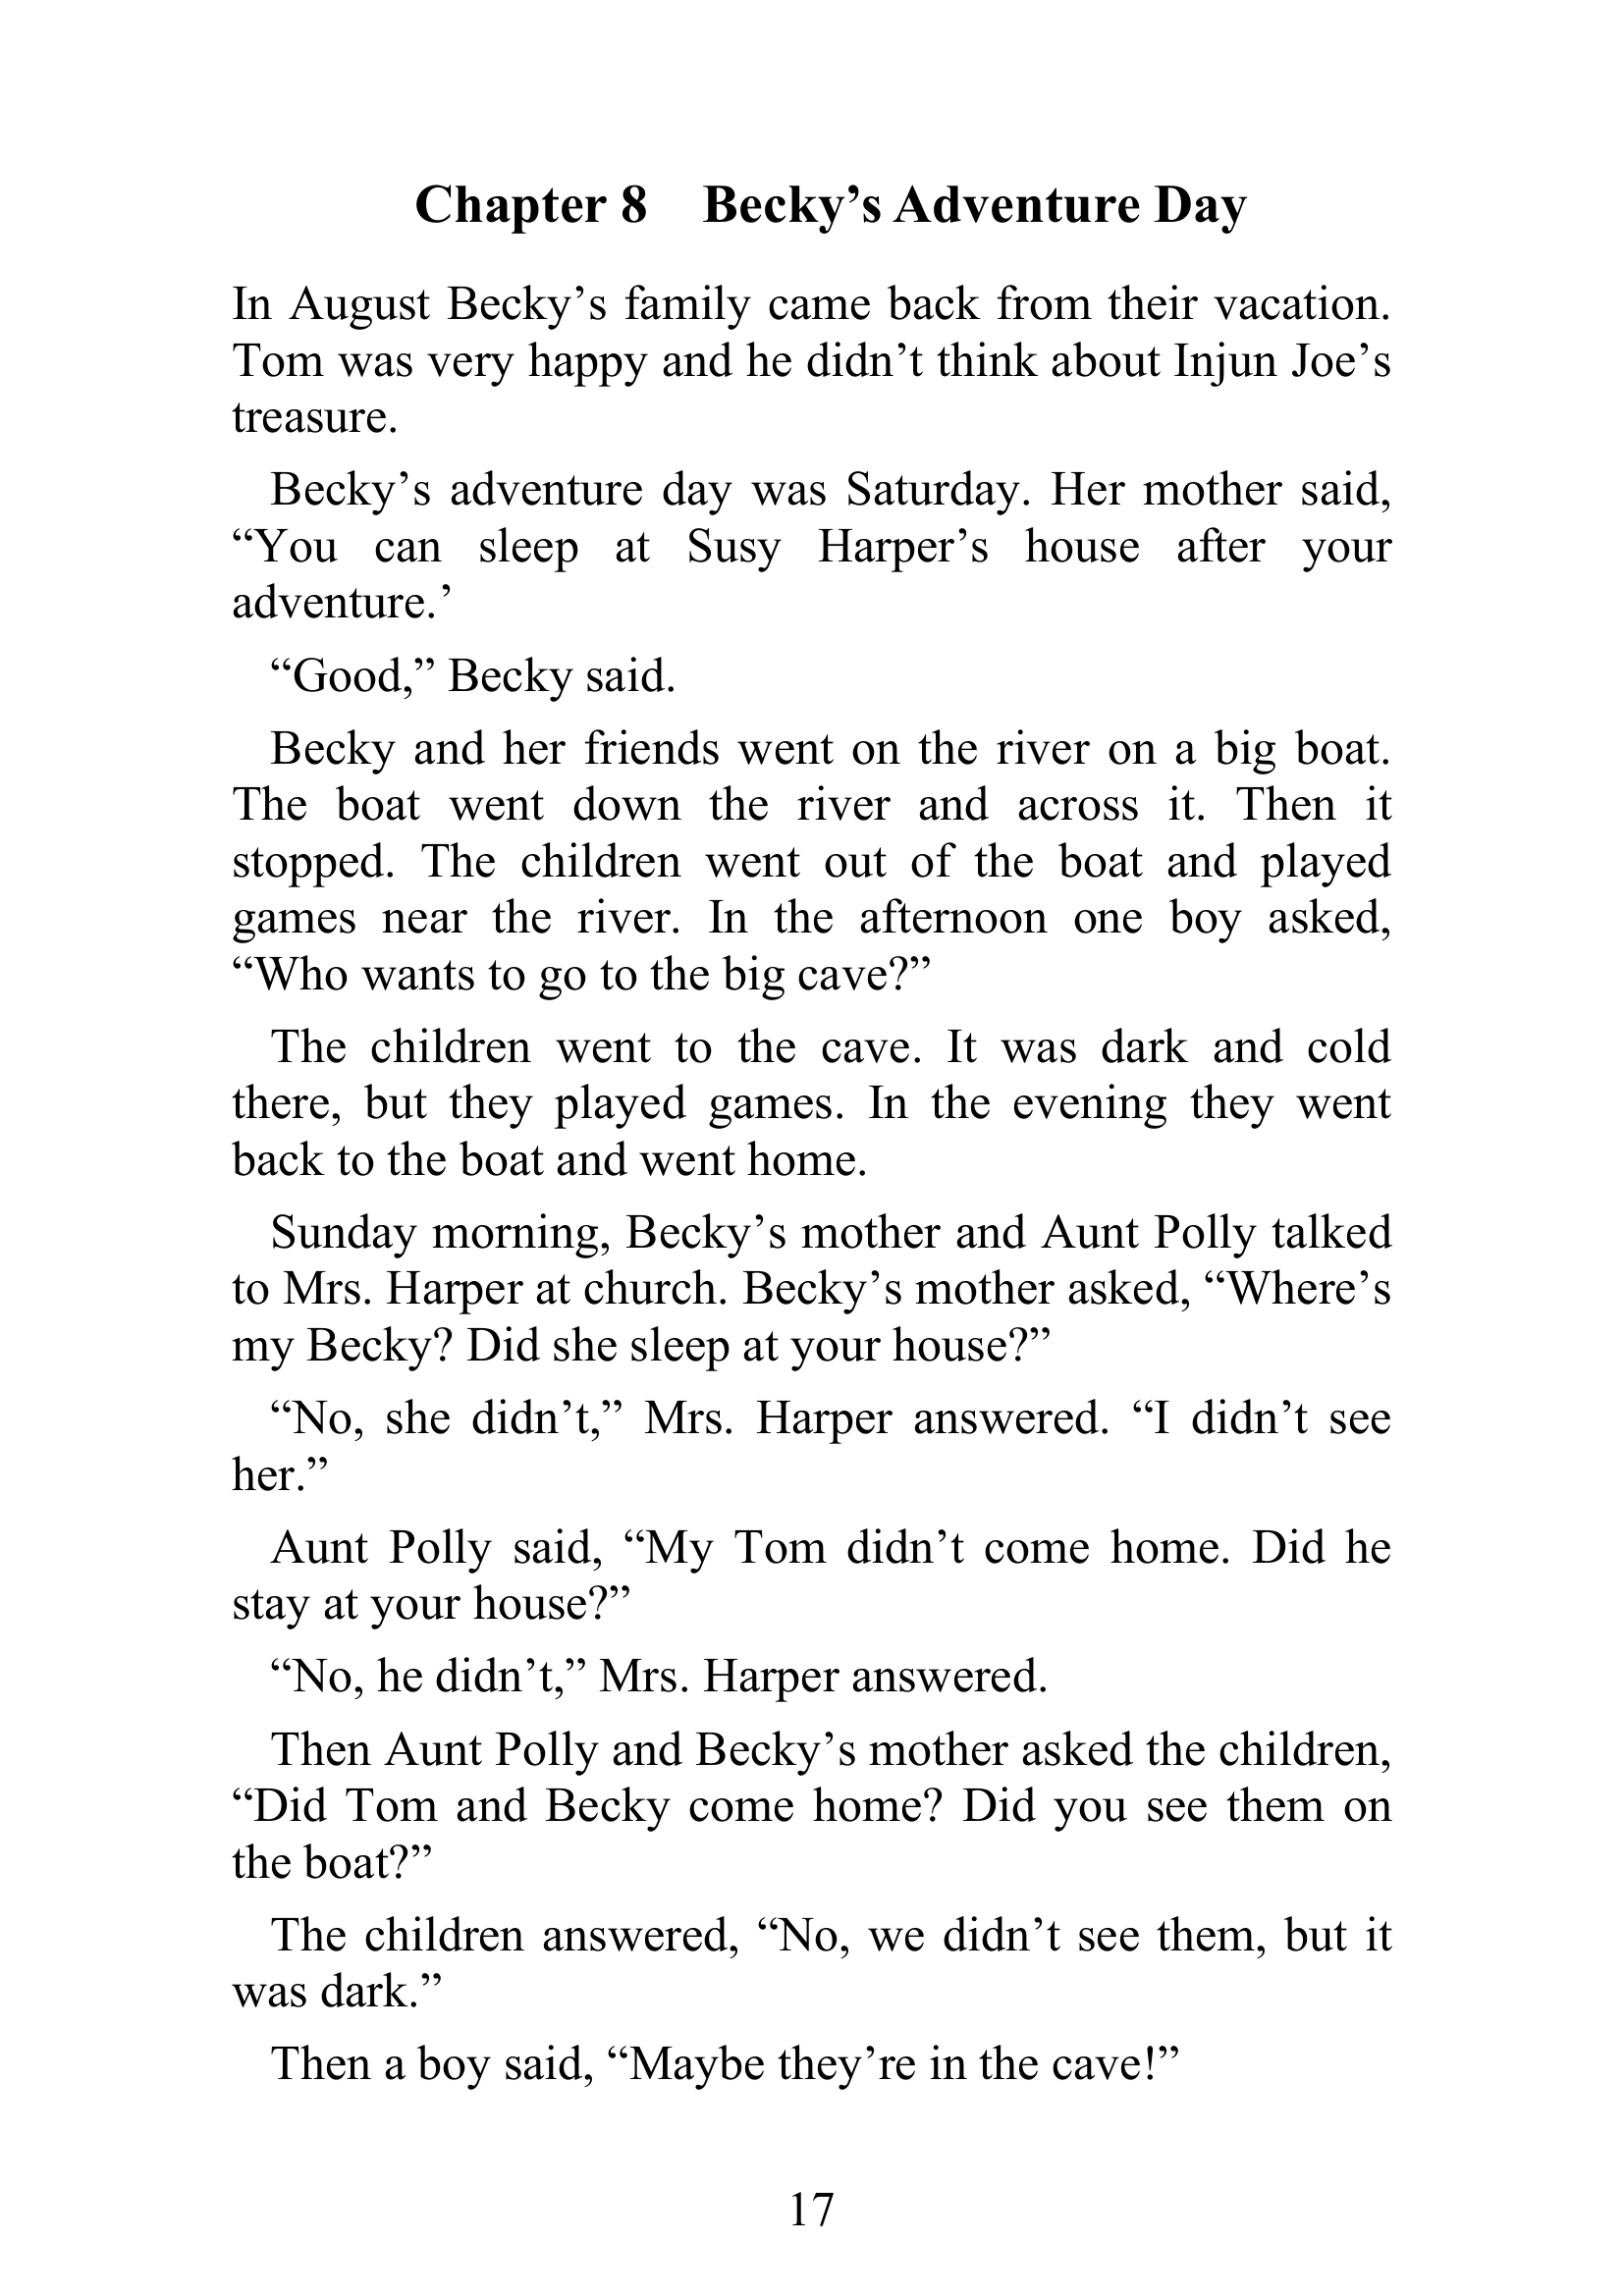 Chapter 8 Becky’s Adventure Day
In August Becky’s family came back from their vacation.
Tom was very happy and he didn’t think about Injun Joe’s
treasure.
Becky’s adventure day was Saturday. Her mother said,
“You can sleep at Susy Harper’s house after your
adventure.’
“Good,” Becky said.
Becky and her friends went on the river on a big boat.
The boat went down the river and across it. Then it
stopped. The children went out of the boat and played
games near the river. In the afternoon one boy asked,
“Who wants to go to the big cave?”
The children went to the cave. It was dark and cold
there, but they played games. In the evening they went
back to the boat and went home.
Sunday morning, Becky’s mother and Aunt Polly talked
to Mrs. Harper at church. Becky’s mother asked, “Where’s
my Becky? Did she sleep at your house?”
“No, she didn’t,” Mrs. Harper answered. “I didn’t see
her.”
Aunt Polly said, “My Tom didn’t come home. Did he
stay at your house?”
“No, he didn’t,” Mrs. Harper answered.
Then Aunt Polly and Becky’s mother asked the children,
“Did Tom and Becky come home? Did you see them on
the boat?”
The children answered, “No, we didn’t see them, but it
was dark.”
Then a boy said, “Maybe they’re in the cave!”
17